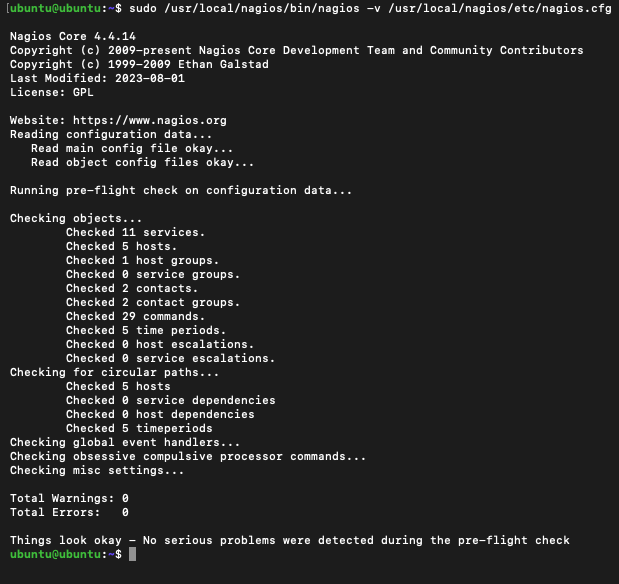 [ubuntu@ubuntu:~$ sudo /usr/local/nagios/bin/nagios -v /usr/local/nagios/etc/nagios.cfg
Nagios Core 4.4.14
Copyright (c) 2009-present Nagios Core Development Team and Community Contributors
Copyright (c) 1999-2009 Ethan Galstad
Last Modified: 2023-08-01
License: GPL
Website: https://www.nagios.org
Reading configuration data...
Read main config file okay...
Read object config files okay...
Running pre-flight check on configuration data...
Checking objects...
Checked 11 services.
Checked 5 hosts.
Checked 1 host groups.
Checked 0 service groups.
Checked 2 contacts.
Checked 2 contact groups.
Checked 29 commands.
Checked 5 time periods.
Checked 0 host escalations.
Checked 0 service escalations.
Checking for circular paths...
Checked 5 hosts
Checked 0 service dependencies
Checked 0 host dependencies
Checked 5 timeperiods
Checking global event handlers...
Checking obsessive compulsive processor commands...
Checking misc settings...
Total Warnings: 0
Total Errors:   0
Things look okay - No serious problems were detected during the pre-flight check
ubuntu@ubuntu:~$